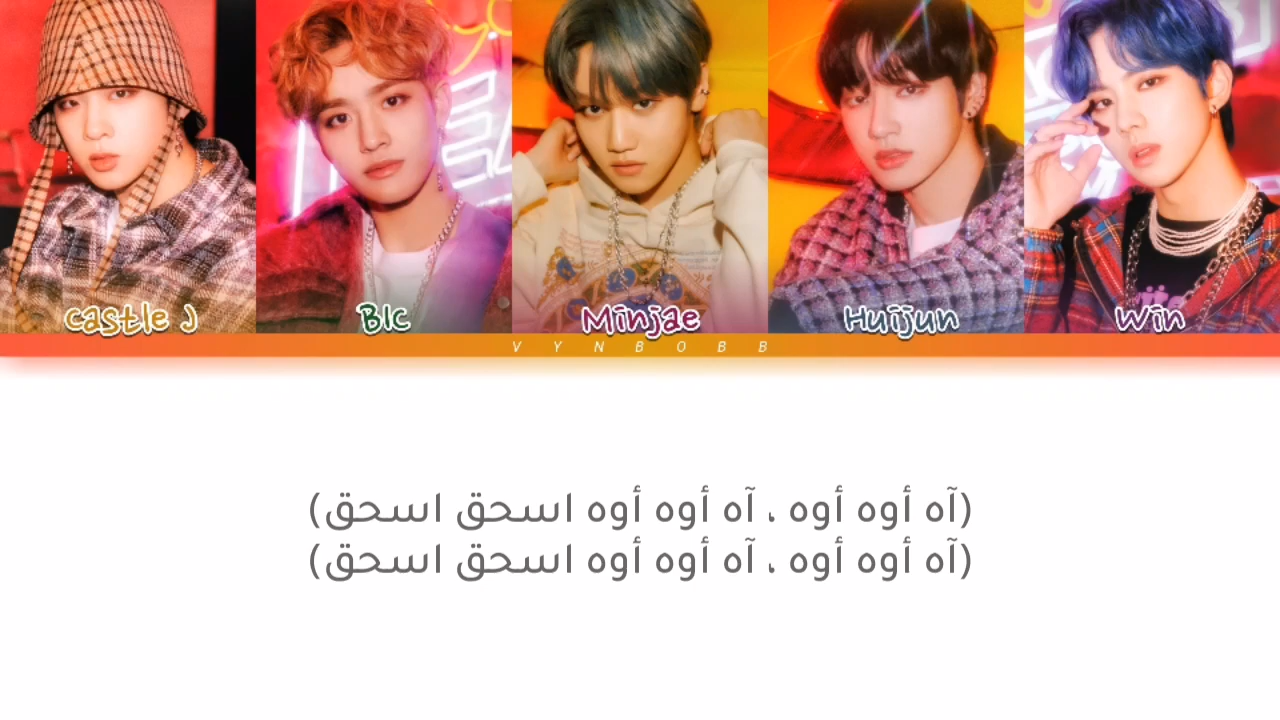 castle J
BIC
Minjae
Huijun
Win
V Y N B O B B
(آه أوه أوه ، آه أوه أوه اسحق اسحق)
(آه أوه أوه ، آه أوه أوه اسحق اسحق)